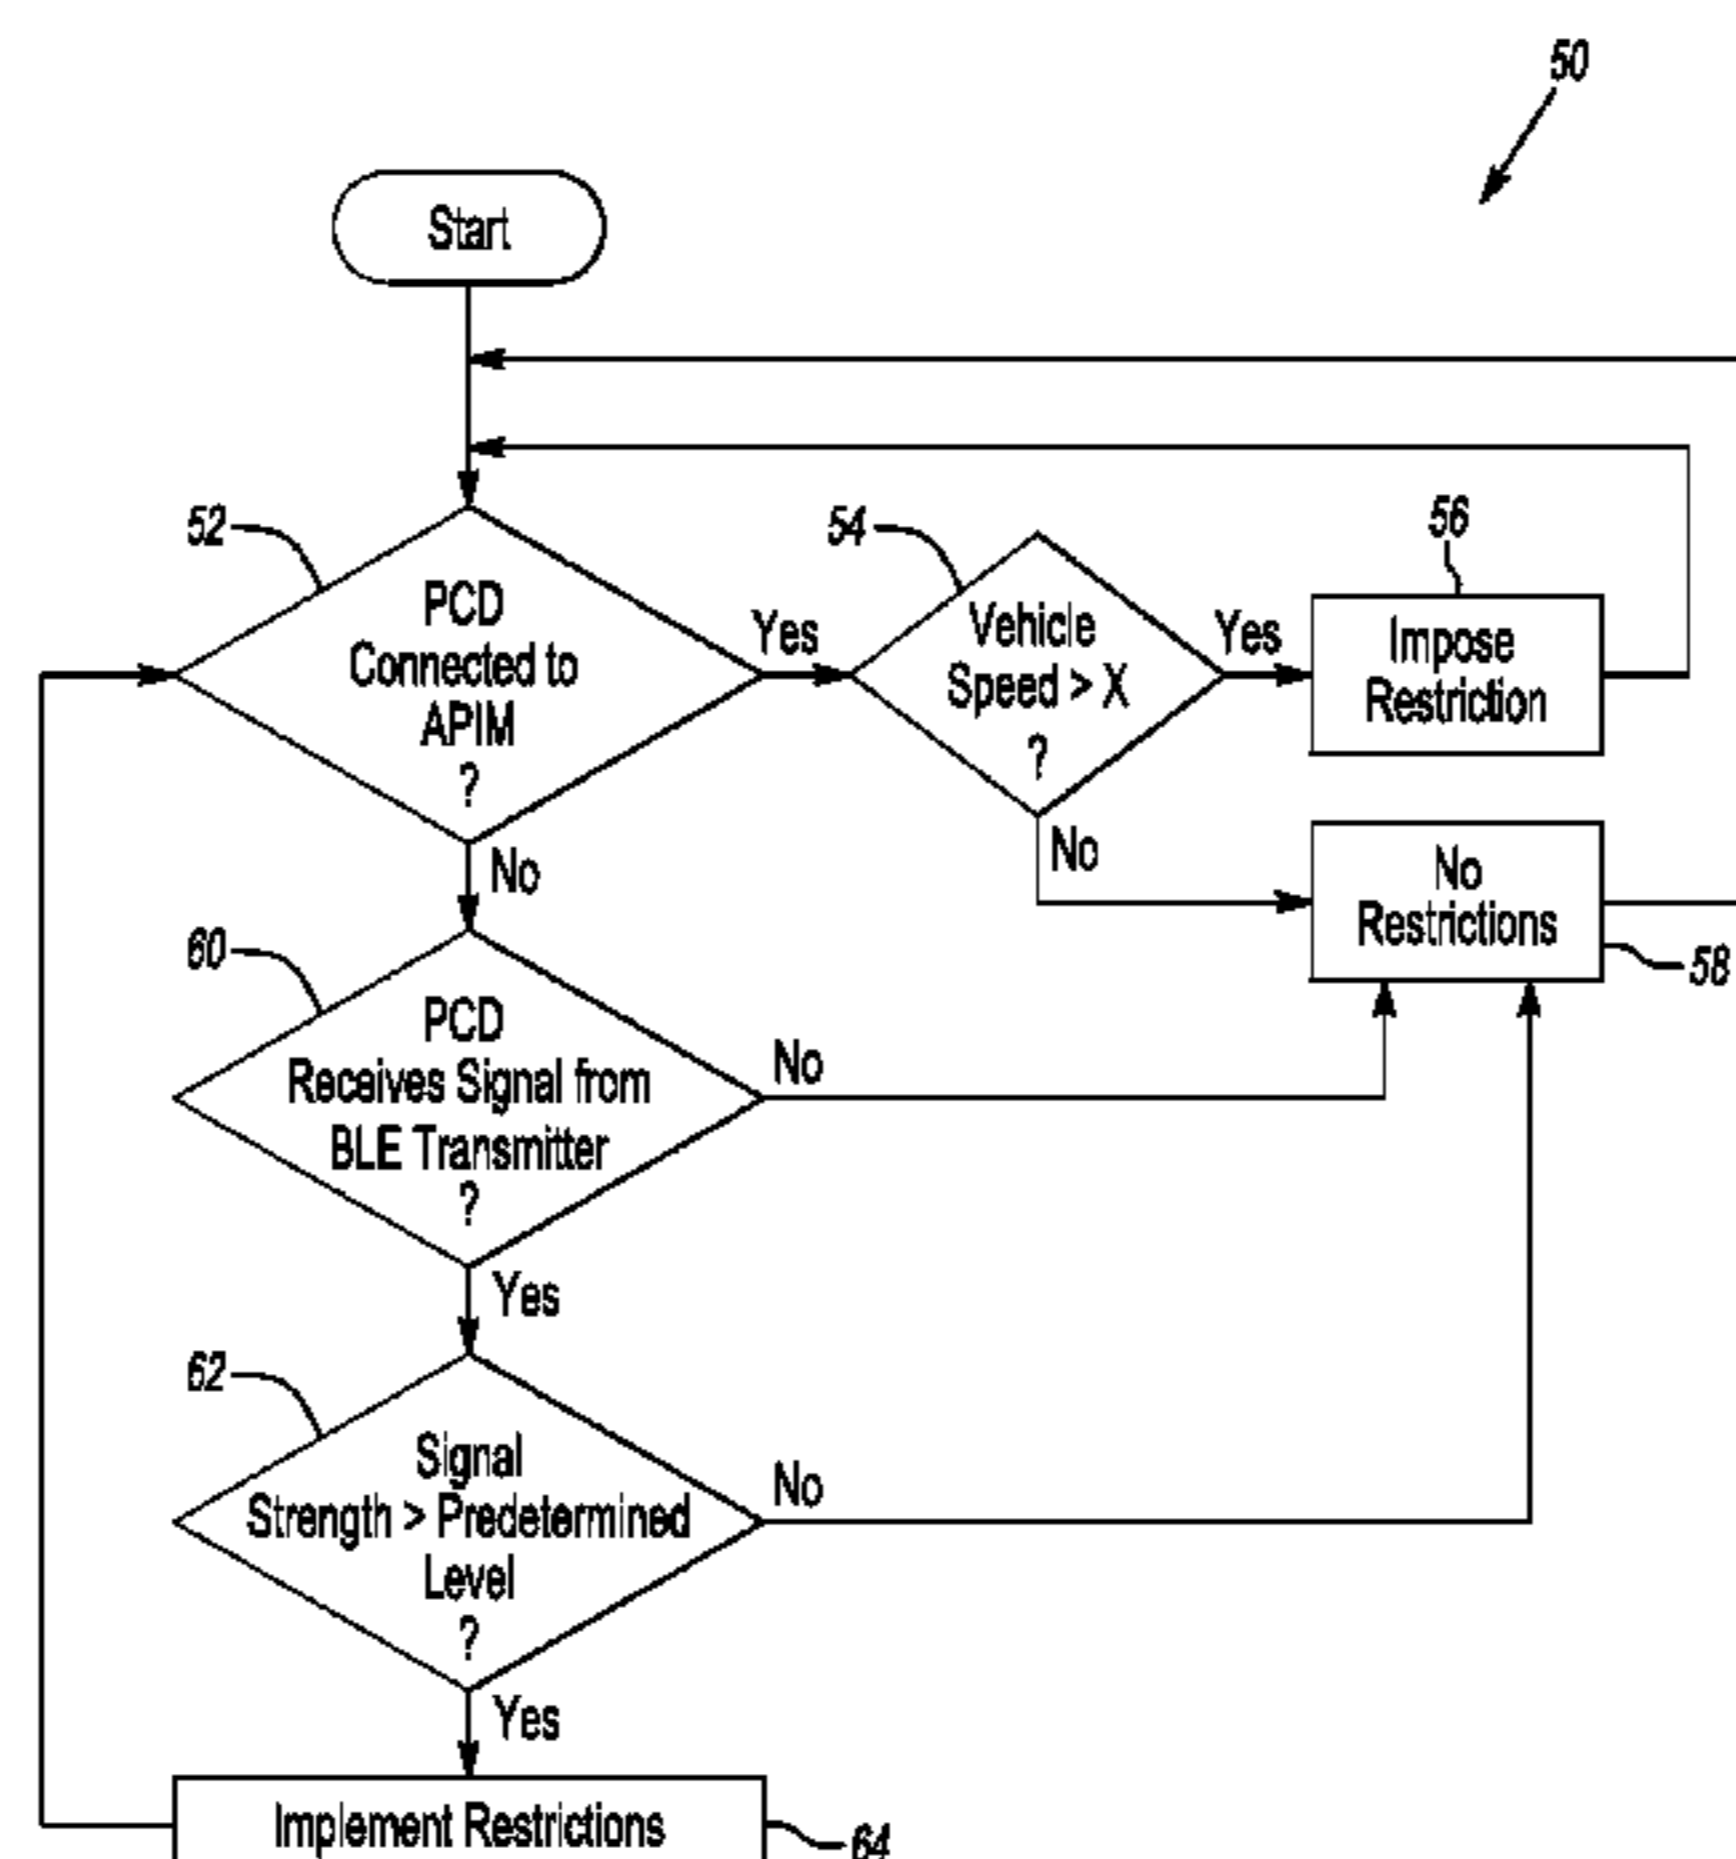 50
Start
52
PCD
Connected to
APIM
?
Yes
54
Vehicle
Speed > X
?
Yes
56
Impose
Restriction
No
No
No
Restrictions
58
60
PCD
Receives Signal from
BLE Transmitter
?
No
Yes
62
Signal
Strength > Predetermined
Level
?
No
Yes
Implement Restrictions
64